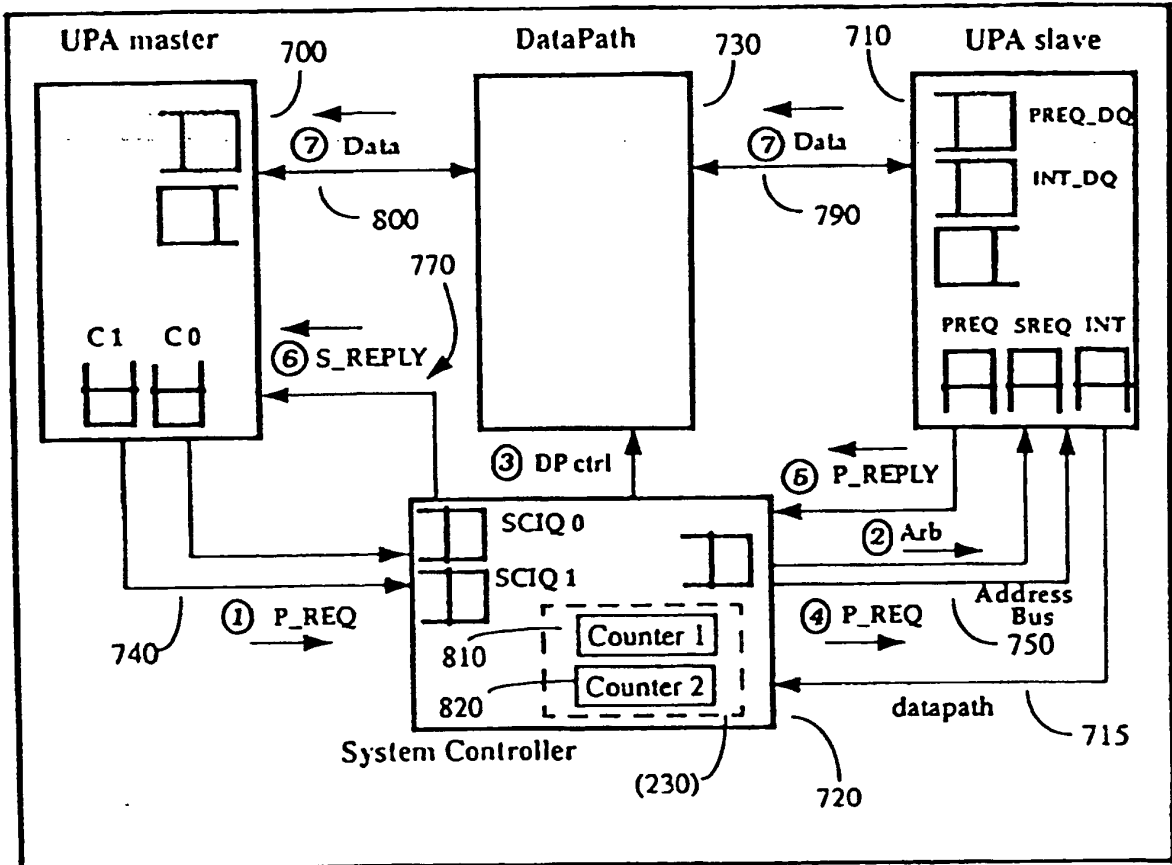 UPA master
DataPath
UPA slave
700
730
710
⑦ Data
⑦ Data
PREQ_DQ
INT_DQ
800
790
770
C1
C0
⑥ S_REPLY
PREQ
SREQ
INT
③ DP ctrl
⑤ P_REPLY
SCIQ 0
② Arb
SCIQ 1
Address
Bus
① P_REQ
④ P_REQ
740
750
810
Counter 1
820
Counter 2
datapath
715
System Controller
(230)
720